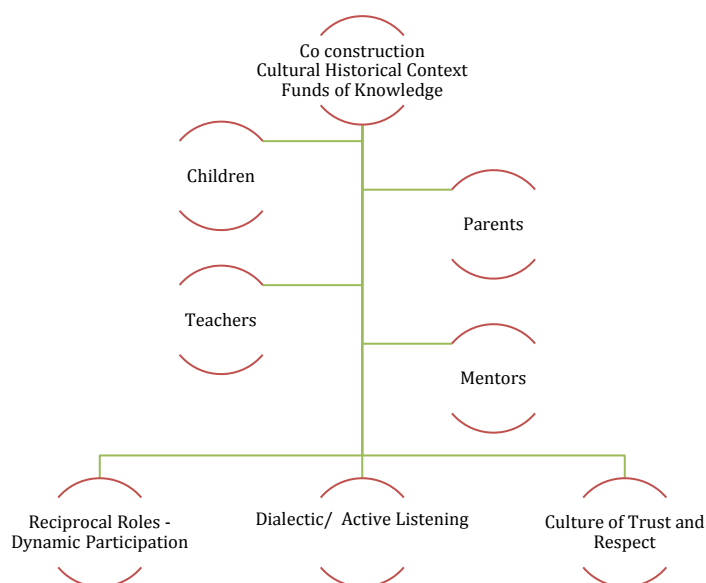 Co construction
Cultural Historical Context
Funds of Knowledge
Children
Parents
Teachers
Mentors
Reciprocal Roles -
Dynamic Participation
Dialectic/ Active Listening
Culture of Trust and
Respect